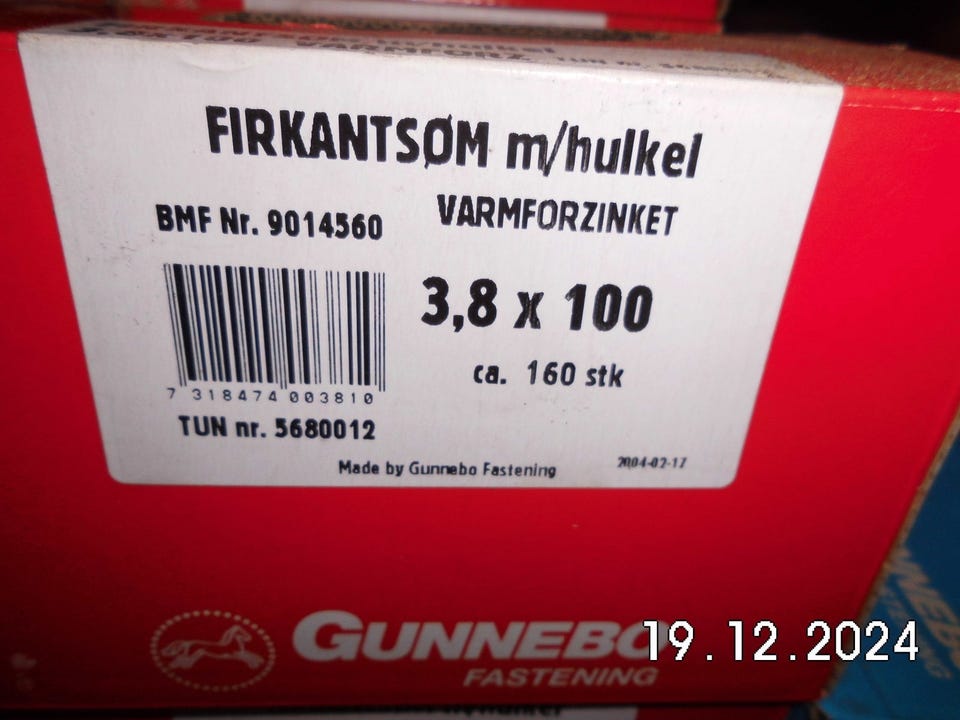 FIRKANTSØM m/hulkel
BMF Nr. 9014560
VARMFORZINKET
3,8 x 100
ca. 160 stk
7 318474 003810
TUN nr. 5680012
Made by Gunnebo Fastening
2004-02-17
GUNNEBO
FASTENING
19.12.2024